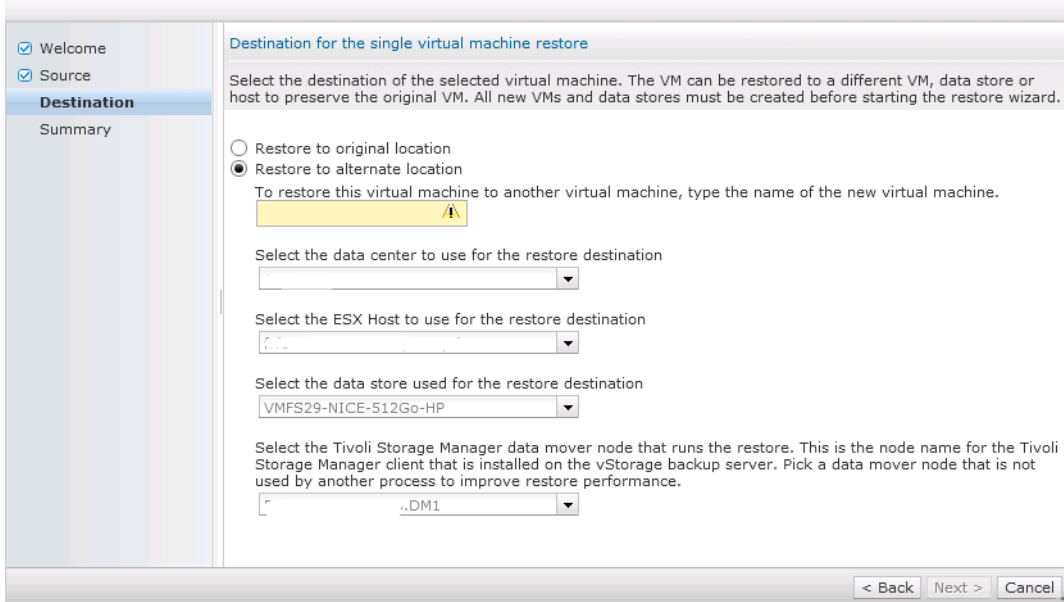 Welcome
Source
Destination
Summary
Destination for the single virtual machine restore
Select the destination of the selected virtual machine. The VM can be restored to a different VM, data store or
host to preserve the original VM. All new VMs and data stores must be created before starting the restore wizard.
Restore to original location
Restore to alternate location
To restore this virtual machine to another virtual machine, type the name of the new virtual machine.
Select the data center to use for the restore destination
Select the ESX Host to use for the restore destination
Select the data store used for the restore destination
VMFS29-NICE-512Go-HP
Select the Tivoli Storage Manager data mover node that runs the restore. This is the node name for the Tivoli
Storage Manager client that is installed on the vStorage backup server. Pick a data mover node that is not
used by another process to improve restore performance.
.DM1
< Back Next > Cancel